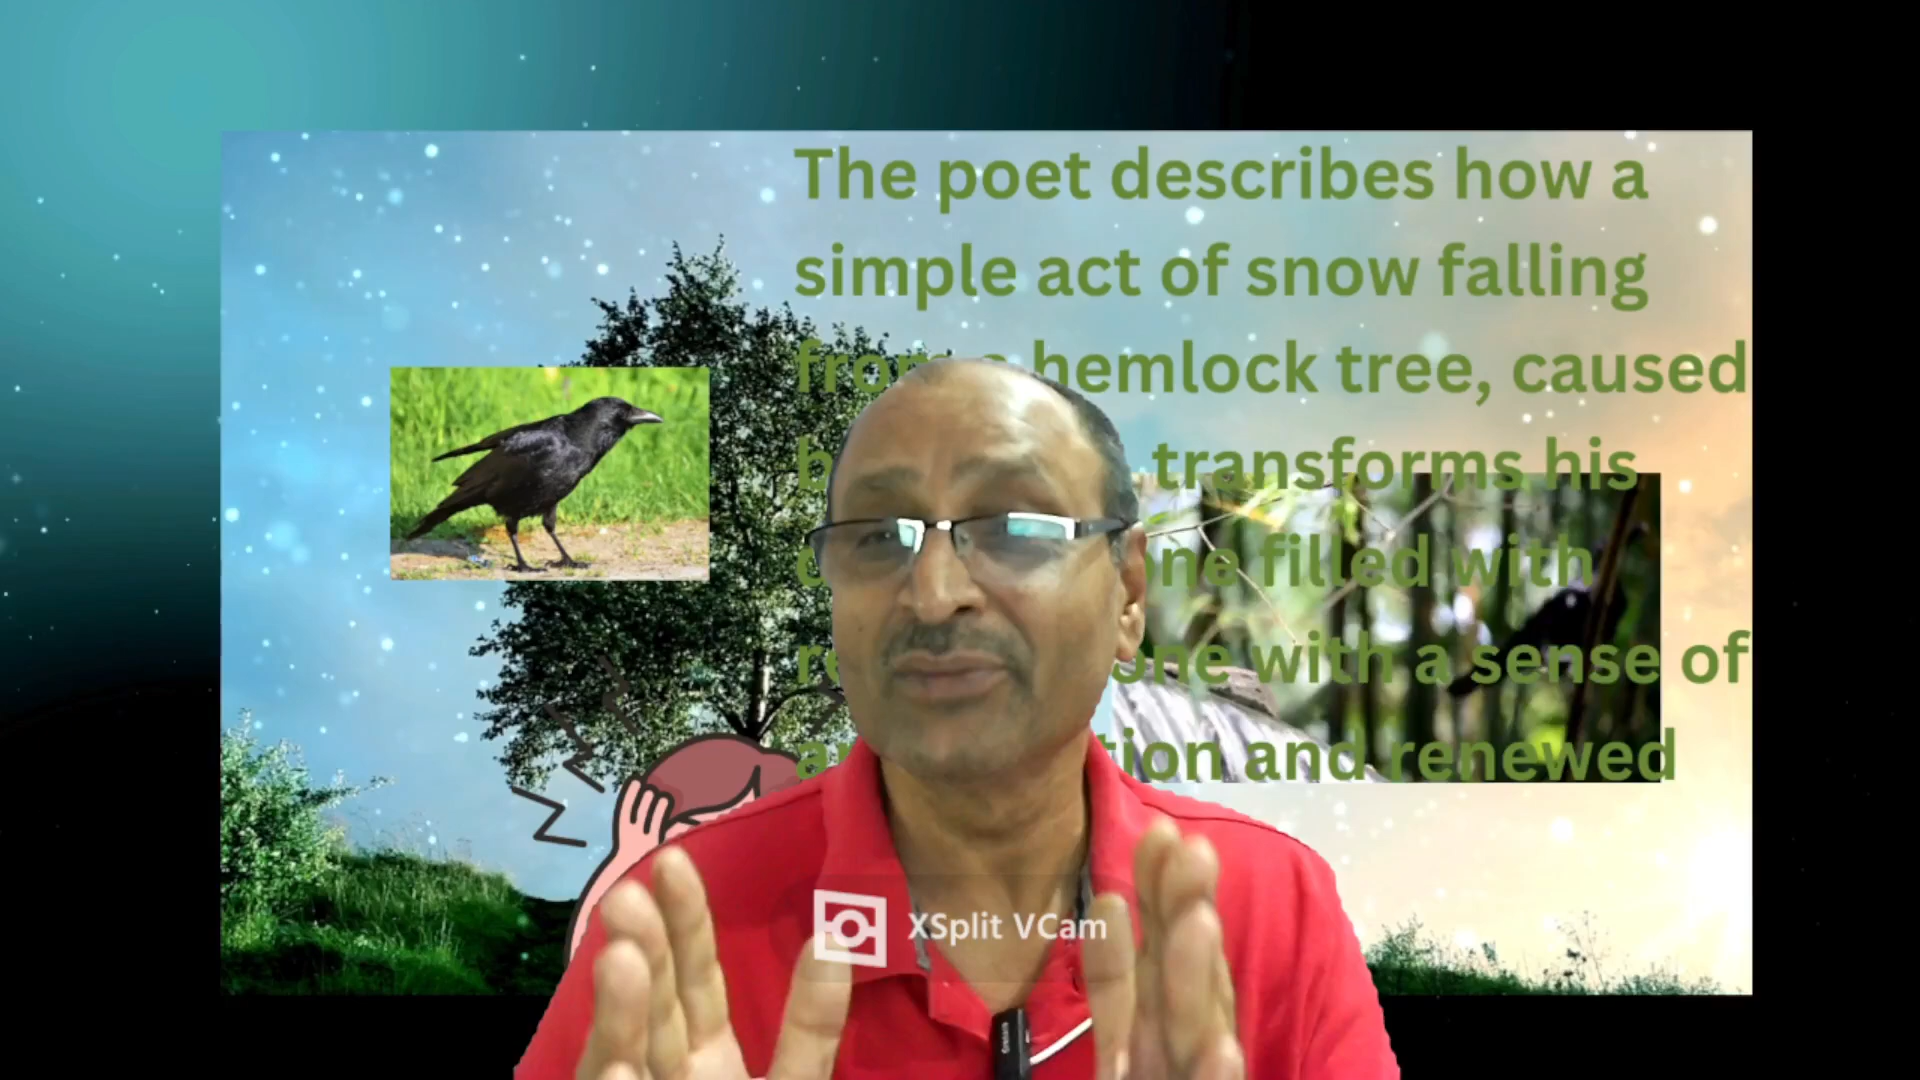 The poet describes how a
simple act of snow falling
from a hemlock tree, caused
transforms his
filled with
with a sense of
and renewed
XSplit VCam